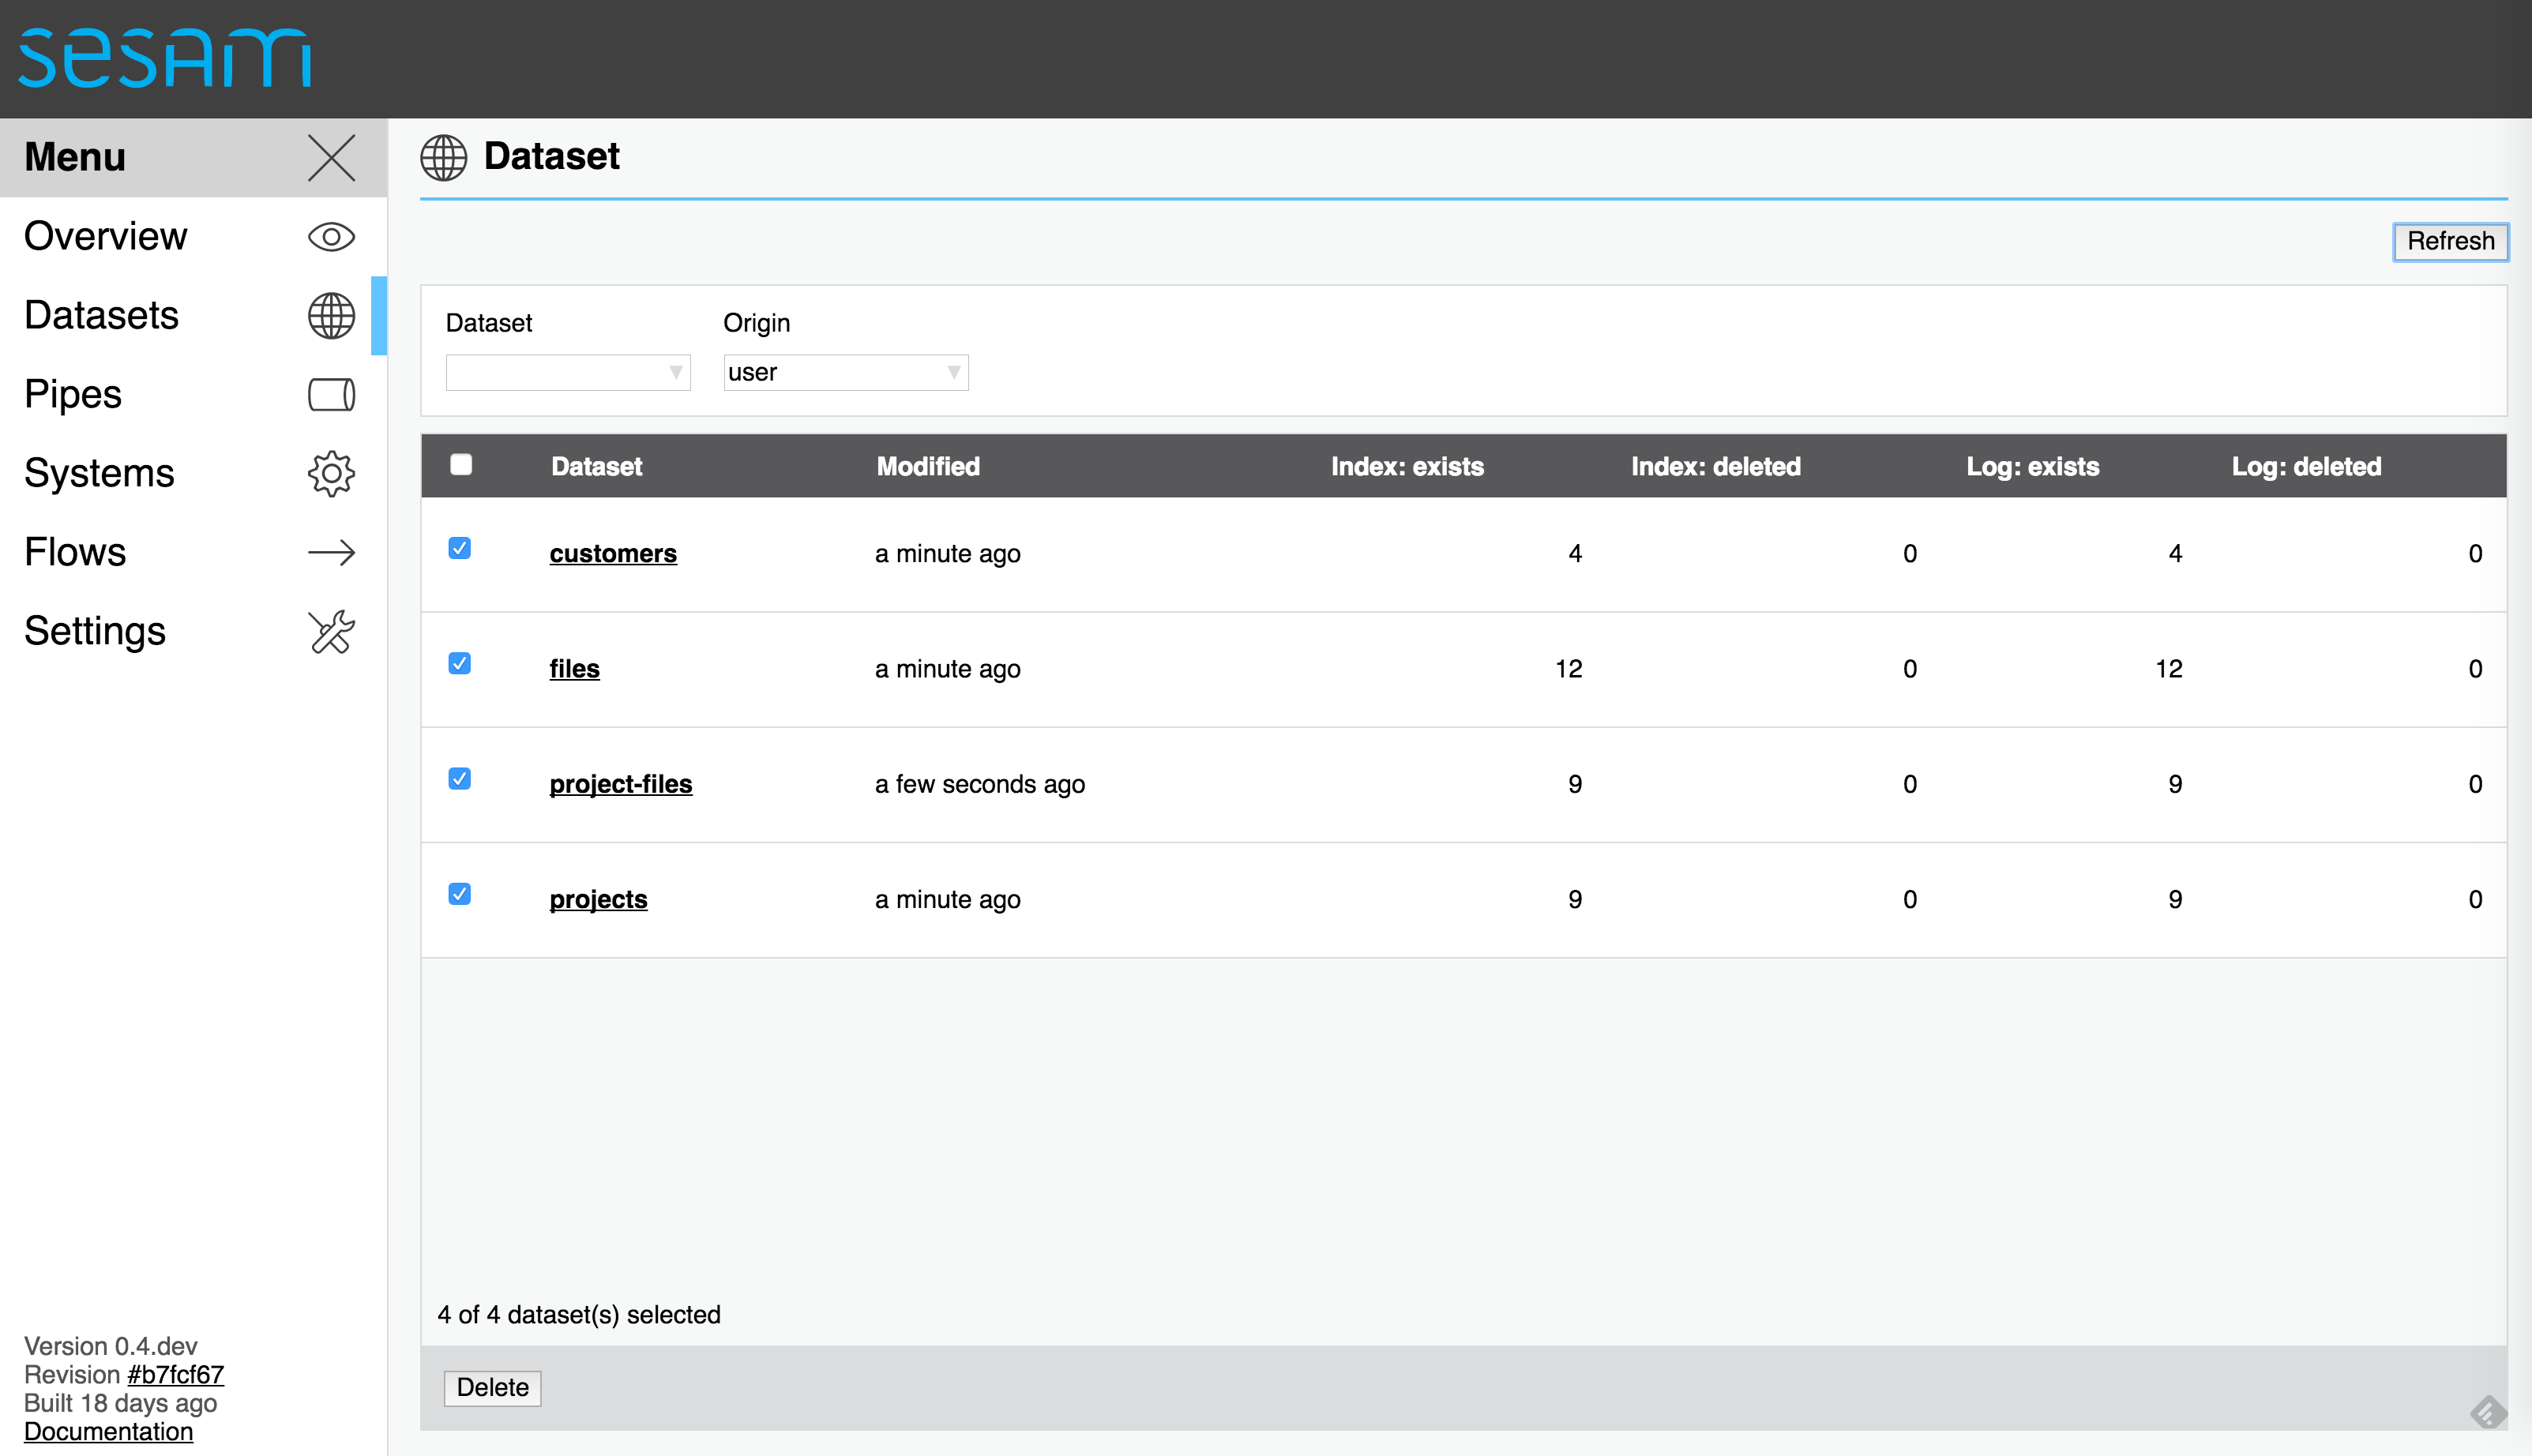 sesam
Menu
Overview
Datasets
Pipes
Systems
Flows
Settings
Version 0.4.dev
Revision #b7fcf67
Built 18 days ago
Documentation
Dataset
Refresh
Dataset Origin
user
Dataset Modified Index: exists Index: deleted Log: exists Log: deleted
customers a minute ago 4 0 4 0
files a minute ago 12 0 12 0
project-files a few seconds ago 9 0 9 0
projects a minute ago 9 0 9 0
4 of 4 dataset(s) selected
Delete